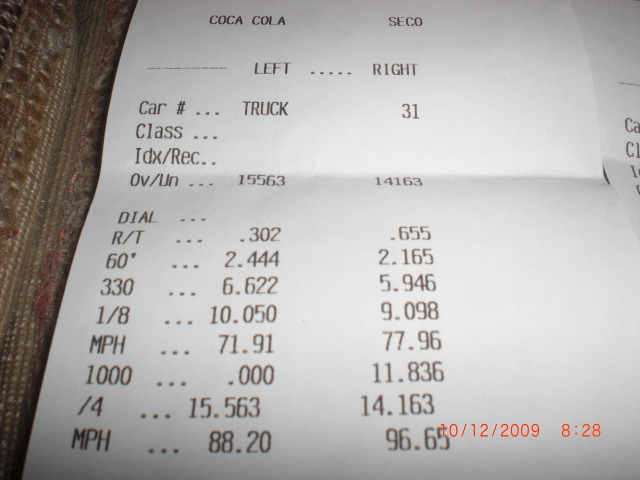 COCA COLA SECO
LEFT ..... RIGHT
Car # ... TRUCK 31
Class ...
Idx/Rec..
Ov/Un ... 15563 14163
DIAL ...
R/T ... .302 .655
60' ... 2.444 2.165
330 ... 6.622 5.946
1/8 ... 10.050 9.098
MPH ... 71.91 77.96
1000 ... .000 11.836
/4 ... 15.563 14.163
MPH ... 88.20 96.65
10/12/2009 8:28
Ca
Cl